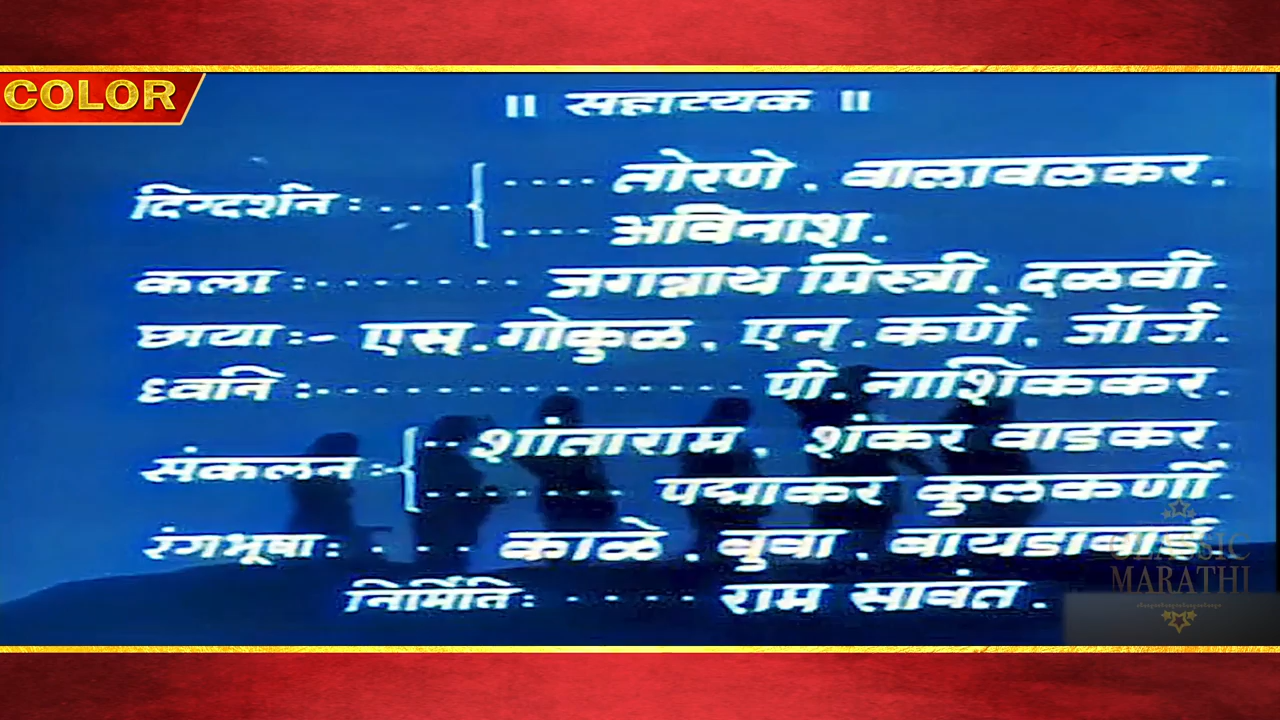 COLOR
॥ सहाय्यक ॥
दिग्दर्शन : . . . . { . . . . तोरणे . वालावलकर .
. . . . अविनाश .
कला : . . . . . . . जगन्नाथ मिस्त्री . दळवी .
छाया :- एस्. गोकुळ . एन्. कर्णे . जॉर्ज .
ध्वनि : . . . . . . . . . . . . . . . पी. नाशिककर .
संकलन :- { . . शांताराम . शंकर वाडकर .
. . . . . . . पद्माकर कुलकर्णी .
रंगभूषा : . . . . काळे . बुवा . वायडाबाई .
निर्मिति : . . . . राम सावंत .
CLASSIC
MARATHI